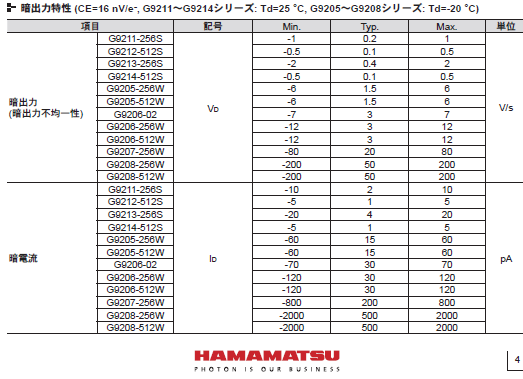 暗出力特性 (CE=16 nV/e-, G9211～G9214シリーズ: Td=25 °C, G9205～G9208シリーズ: Td=-20 °C)
項目 記号 Min. Typ. Max. 単位
暗出力 (暗出力不均一性) VD V/s
G9211-256S -1 0.2 1
G9212-512S -0.5 0.1 0.5
G9213-256S -2 0.4 2
G9214-512S -0.5 0.1 0.5
G9205-256W -6 1.5 6
G9205-512W -6 1.5 6
G9206-02 -7 3 7
G9206-256W -12 3 12
G9206-512W -12 3 12
G9207-256W -80 20 80
G9208-256W -200 50 200
G9208-512W -200 50 200
暗電流 ID pA
G9211-256S -10 2 10
G9212-512S -5 1 5
G9213-256S -20 4 20
G9214-512S -5 1 5
G9205-256W -60 15 60
G9205-512W -60 15 60
G9206-02 -70 30 70
G9206-256W -120 30 120
G9206-512W -120 30 120
G9207-256W -800 200 800
G9208-256W -2000 500 2000
G9208-512W -2000 500 2000
HAMAMATSU
PHOTON IS OUR BUSINESS
4